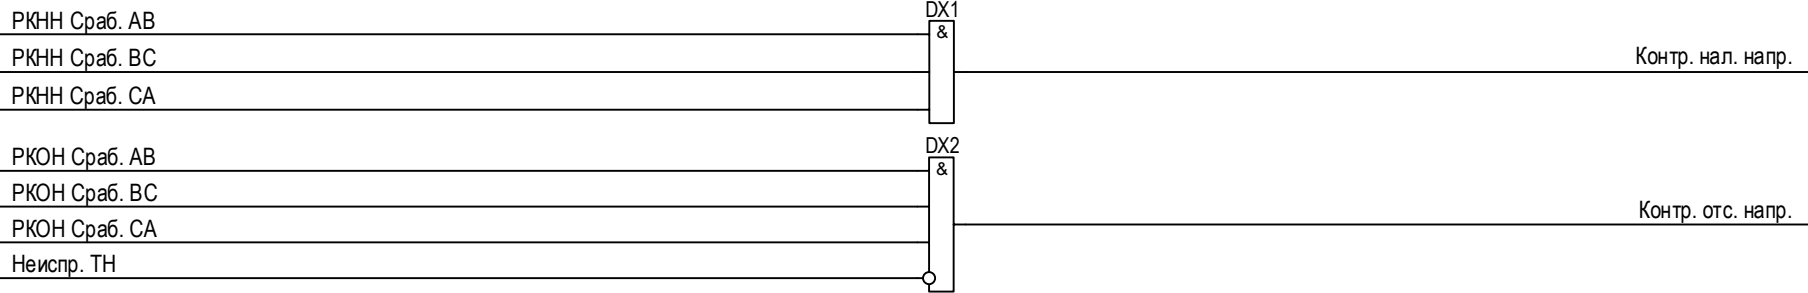 DX1
РКНН Сраб. АВ
&
РКНН Сраб. ВС
Контр. нал. напр.
РКНН Сраб. СА
DX2
РКОН Сраб. АВ
&
РКОН Сраб. ВС
Контр. отс. напр.
РКОН Сраб. СА
Неиспр. ТН